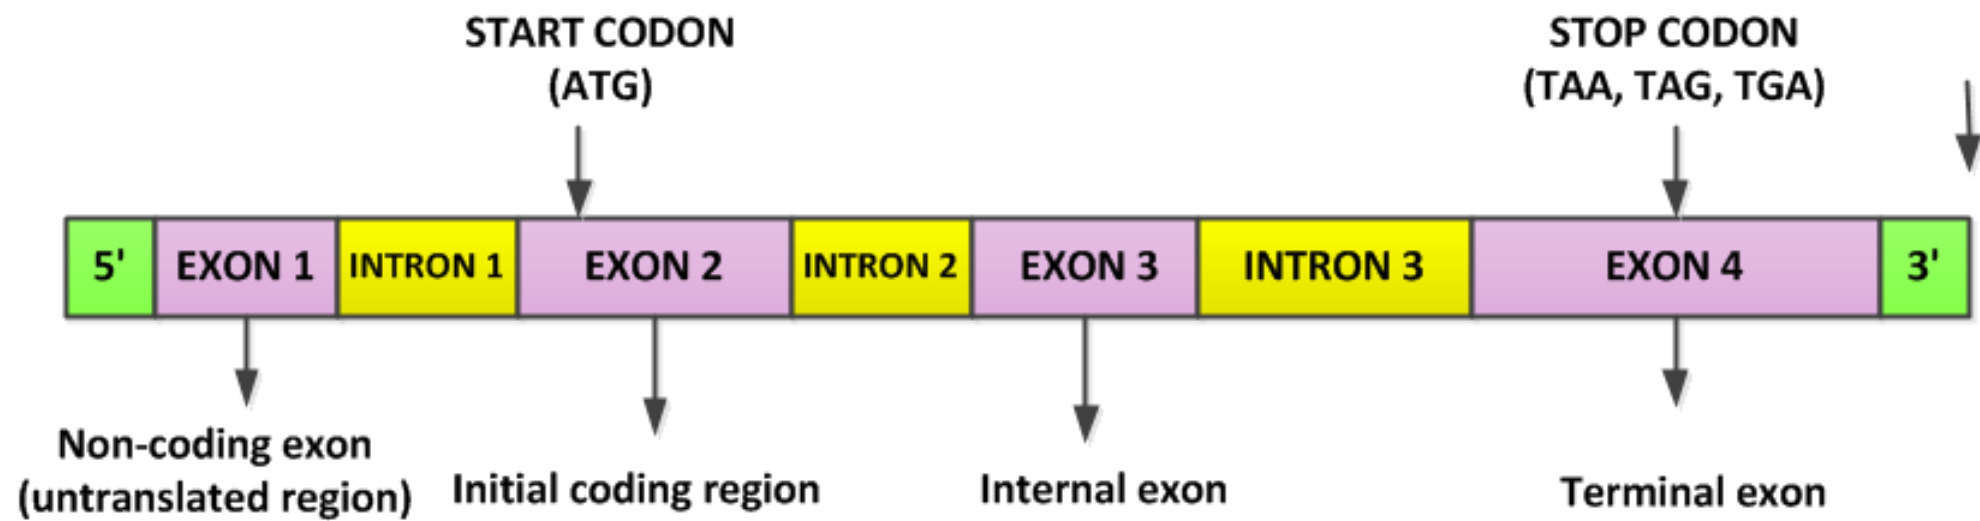 START CODON
(ATG)
STOP CODON
(TAA, TAG, TGA)
5'
EXON 1
INTRON 1
EXON 2
INTRON 2
EXON 3
INTRON 3
EXON 4
3'
Non-coding exon
(untranslated region)
Initial coding region
Internal exon
Terminal exon